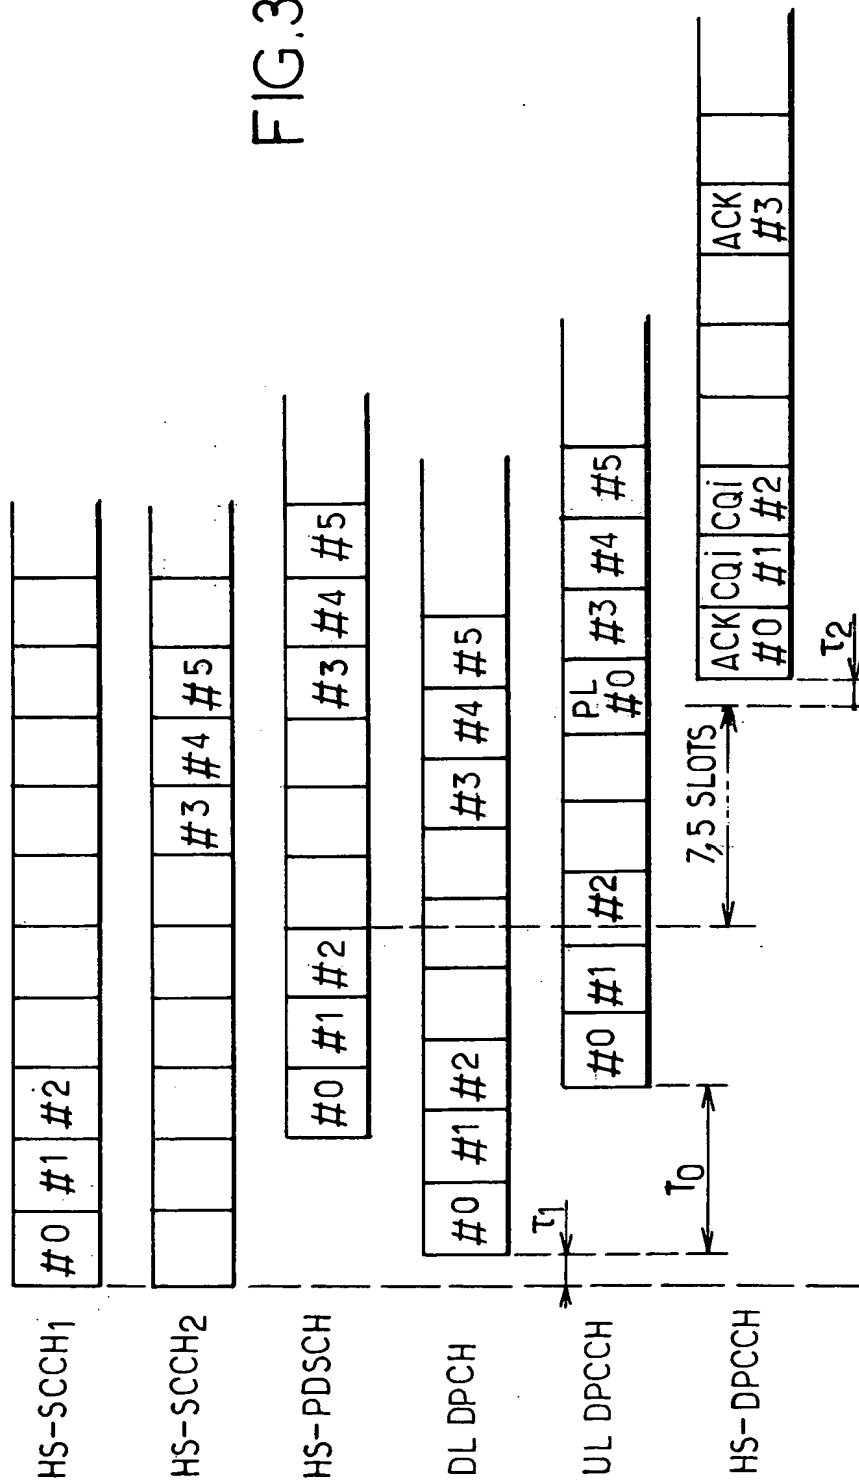 FIG.3
HS-SCCH1 #0 #1 #2
HS-SCCH2 #3 #4 #5
HS-PDSCH #0 #1 #2 #3 #4 #5
DL DPCH #0 #1 #2 #3 #4 #5
τ1
UL DPCCH #0 #1 #2 PL #0 #3 #4 #5
T0
7,5 SLOTS
HS-DPCCH ACK #0 CQi #1 CQi #2 ACK #3
τ2